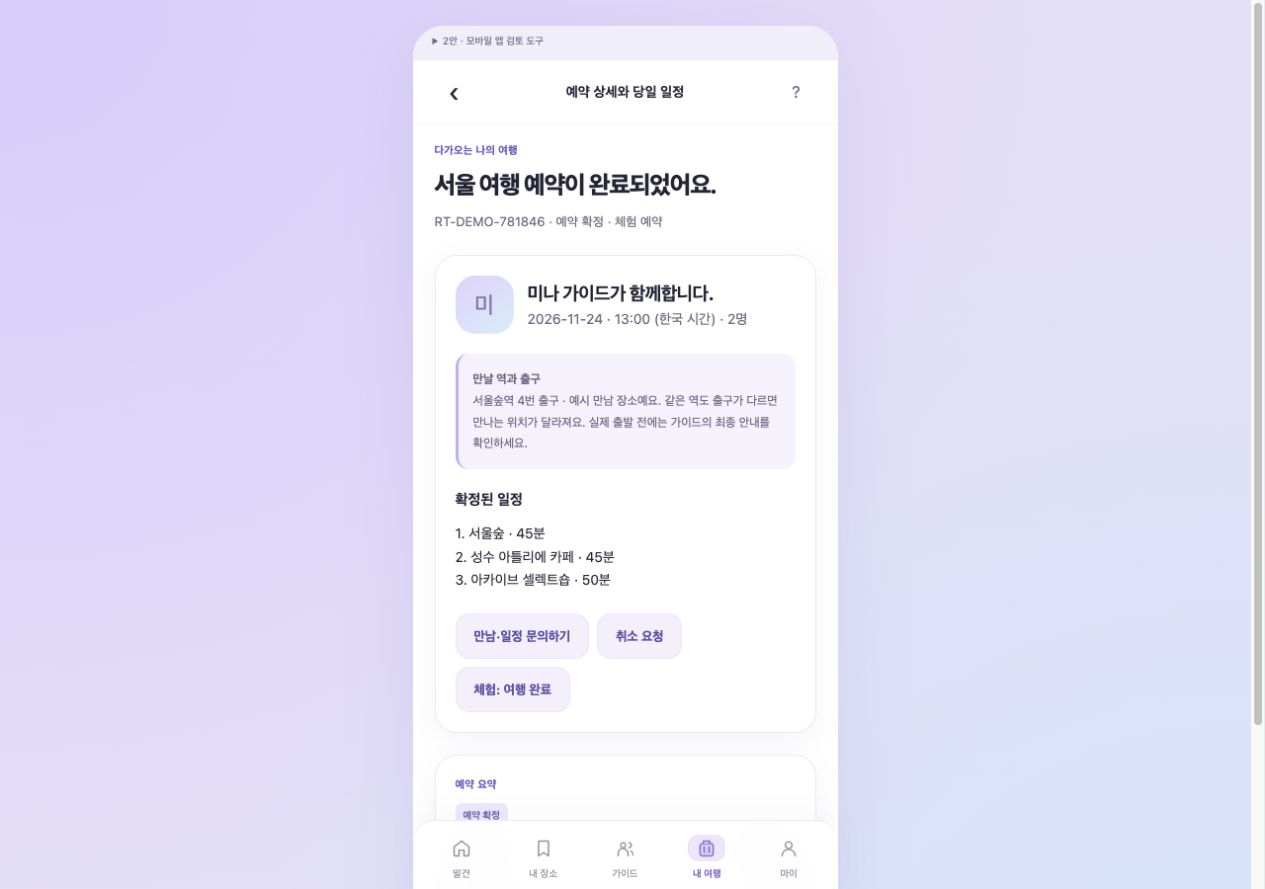 ▶ 2안 · 모바일 앱 검토 도구
‹ 예약 상세와 당일 일정 ?
다가오는 나의 여행
서울 여행 예약이 완료되었어요.
RT-DEMO-781846 · 예약 확정 · 체험 예약
미
미나 가이드가 함께합니다.
2026-11-24 · 13:00 (한국 시간) · 2명
만날 역과 출구
서울숲역 4번 출구 · 예시 만남 장소예요. 같은 역도 출구가 다르면
만나는 위치가 달라져요. 실제 출발 전에는 가이드의 최종 안내를
확인하세요.
확정된 일정
1. 서울숲 · 45분
2. 성수 아틀리에 카페 · 45분
3. 아카이브 셀렉트숍 · 50분
만남·일정 문의하기 취소 요청
체험: 여행 완료
예약 요약
예약 확정
발견 내 장소 가이드 내 여행 마이